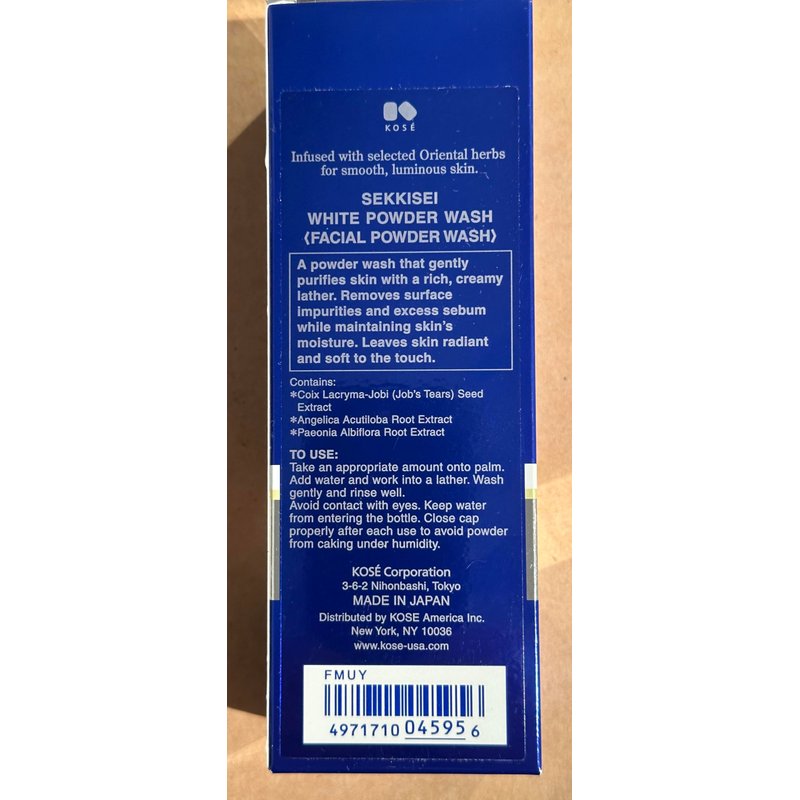 KOSÉ
Infused with selected Oriental herbs
for smooth, luminous skin.
SEKKISEI
WHITE POWDER WASH
⟨FACIAL POWDER WASH⟩
A powder wash that gently
purifies skin with a rich, creamy
lather. Removes surface
impurities and excess sebum
while maintaining skin's
moisture. Leaves skin radiant
and soft to the touch.
Contains:
*Coix Lacryma-Jobi (Job's Tears) Seed
Extract
*Angelica Acutiloba Root Extract
*Paeonia Albiflora Root Extract
TO USE:
Take an appropriate amount onto palm.
Add water and work into a lather. Wash
gently and rinse well.
Avoid contact with eyes. Keep water
from entering the bottle. Close cap
properly after each use to avoid powder
from caking under humidity.
KOSÉ Corporation
3-6-2 Nihonbashi, Tokyo
MADE IN JAPAN
Distributed by KOSE America Inc.
New York, NY 10036
www.kose-usa.com
FMUY
4971710 04595 6